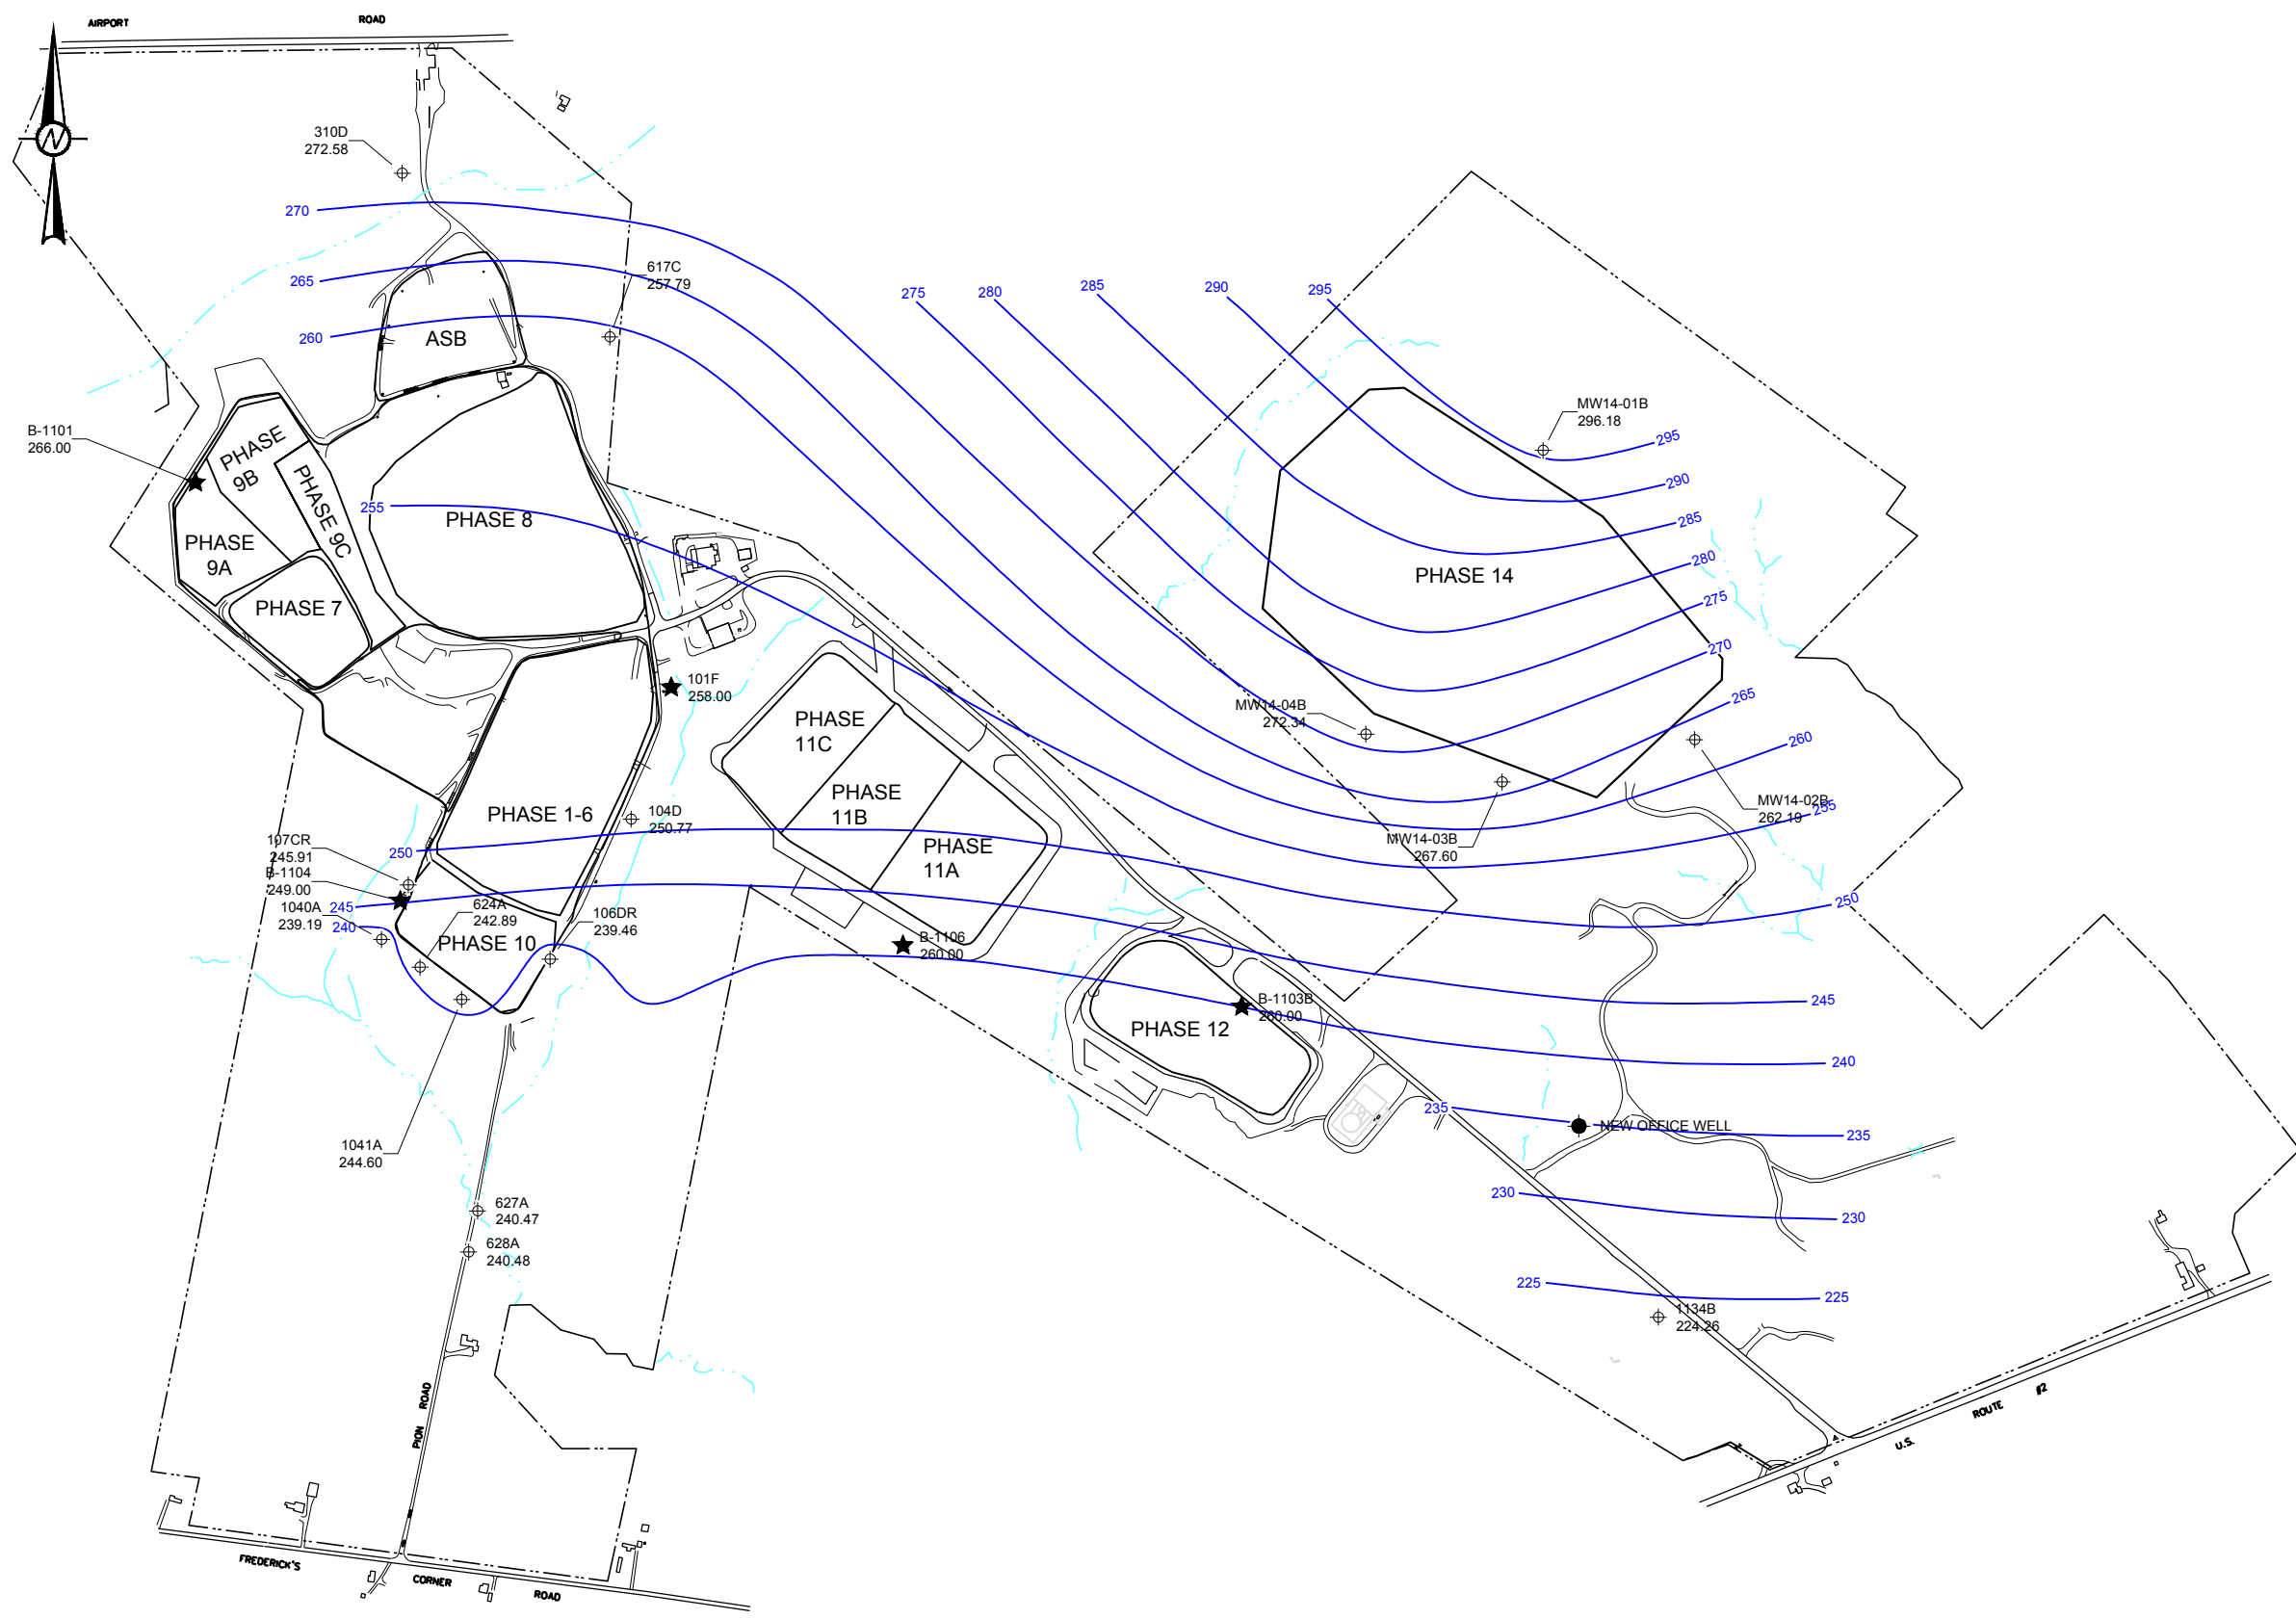 AIRPORT ROAD
N
310D
272.58
270
265
617C
257.79
260
ASB
275
280
285
290
295
MW14-01B
296.18
295
290
285
280
275
270
265
260
255
250
B-1101
266.00
PHASE
9B
PHASE 9C
PHASE
9A
PHASE 7
255
PHASE 8
PHASE 14
101F
258.00
PHASE
11C
PHASE
11B
PHASE
11A
MW14-04B
272.34
MW14-02B
262.19
MW14-03B
267.60
PHASE 1-6
104D
250.77
107CR
245.91
250
B-1104
249.00
1040A
239.19
245
240
624A
242.89
PHASE 10
106DR
239.46
B-1106
260.00
B-1103B
260.00
PHASE 12
245
240
235
NEW OFFICE WELL
235
1041A
244.60
627A
240.47
628A
240.48
230
230
225
225
1134B
224.26
PION ROAD
U.S. ROUTE #2
FREDERICK'S CORNER ROAD